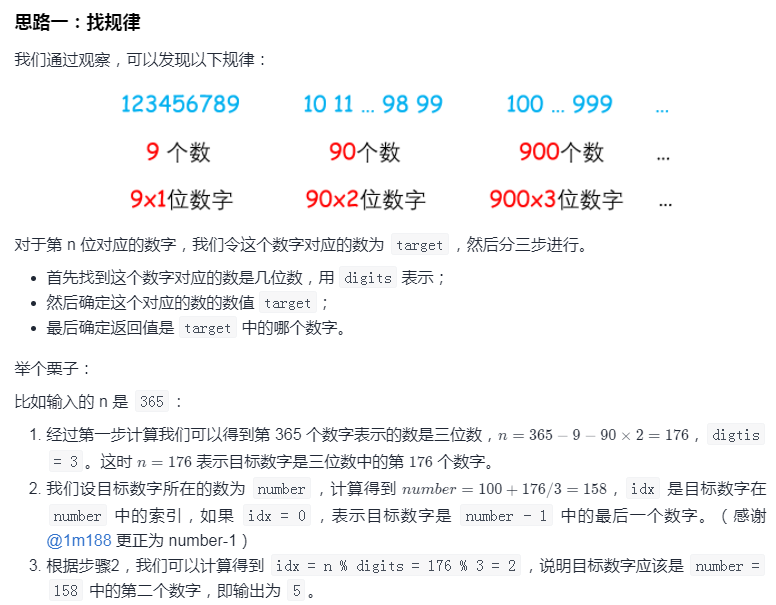 思路一：找规律
我们通过观察，可以发现以下规律：
123456789 10 11 ... 98 99 100 ... 999 ...
9 个数 90个数 900个数 ...
9x1位数字 90x2位数字 900x3位数字 ...
对于第 n 位对应的数字，我们令这个数字对应的数为 target ，然后分三步进行。
• 首先找到这个数字对应的数是几位数，用 digits 表示；
• 然后确定这个对应的数的数值 target ；
• 最后确定返回值是 target 中的哪个数字。
举个栗子：
比如输入的 n 是 365 ：
1. 经过第一步计算我们可以得到第 365 个数字表示的数是三位数，n = 365 − 9 − 90 × 2 = 176， digtis
= 3 。这时 n = 176 表示目标数字是三位数中的第 176 个数字。
2. 我们设目标数字所在的数为 number ，计算得到 number = 100 + 176/3 = 158， idx 是目标数字在
number 中的索引，如果 idx = 0 ，表示目标数字是 number - 1 中的最后一个数字。（感谢
@1m188 更正为 number-1 ）
3. 根据步骤2，我们可以计算得到 idx = n % digits = 176 % 3 = 2 ，说明目标数字应该是 number =
158 中的第二个数字，即输出为 5 。